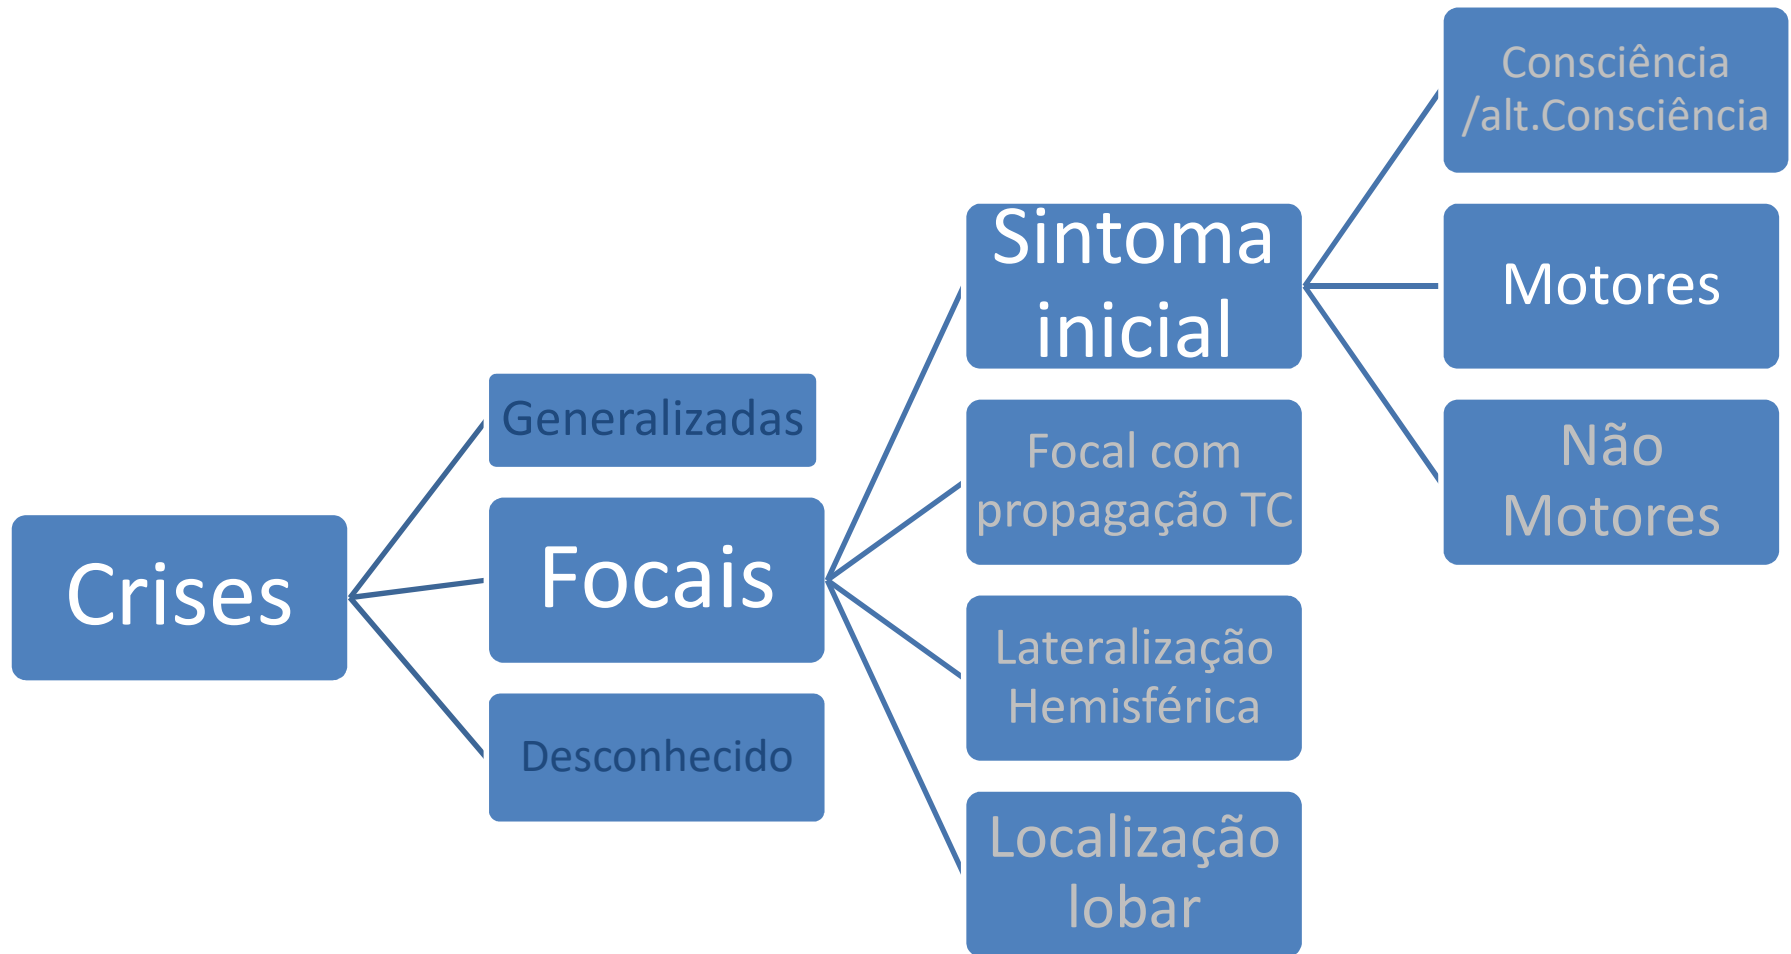 Crises
Generalizadas
Focais
Desconhecido
Sintoma
inicial
Focal com
propagação TC
Lateralização
Hemisférica
Localização
lobar
Consciência
/alt.Consciência
Motores
Não
Motores